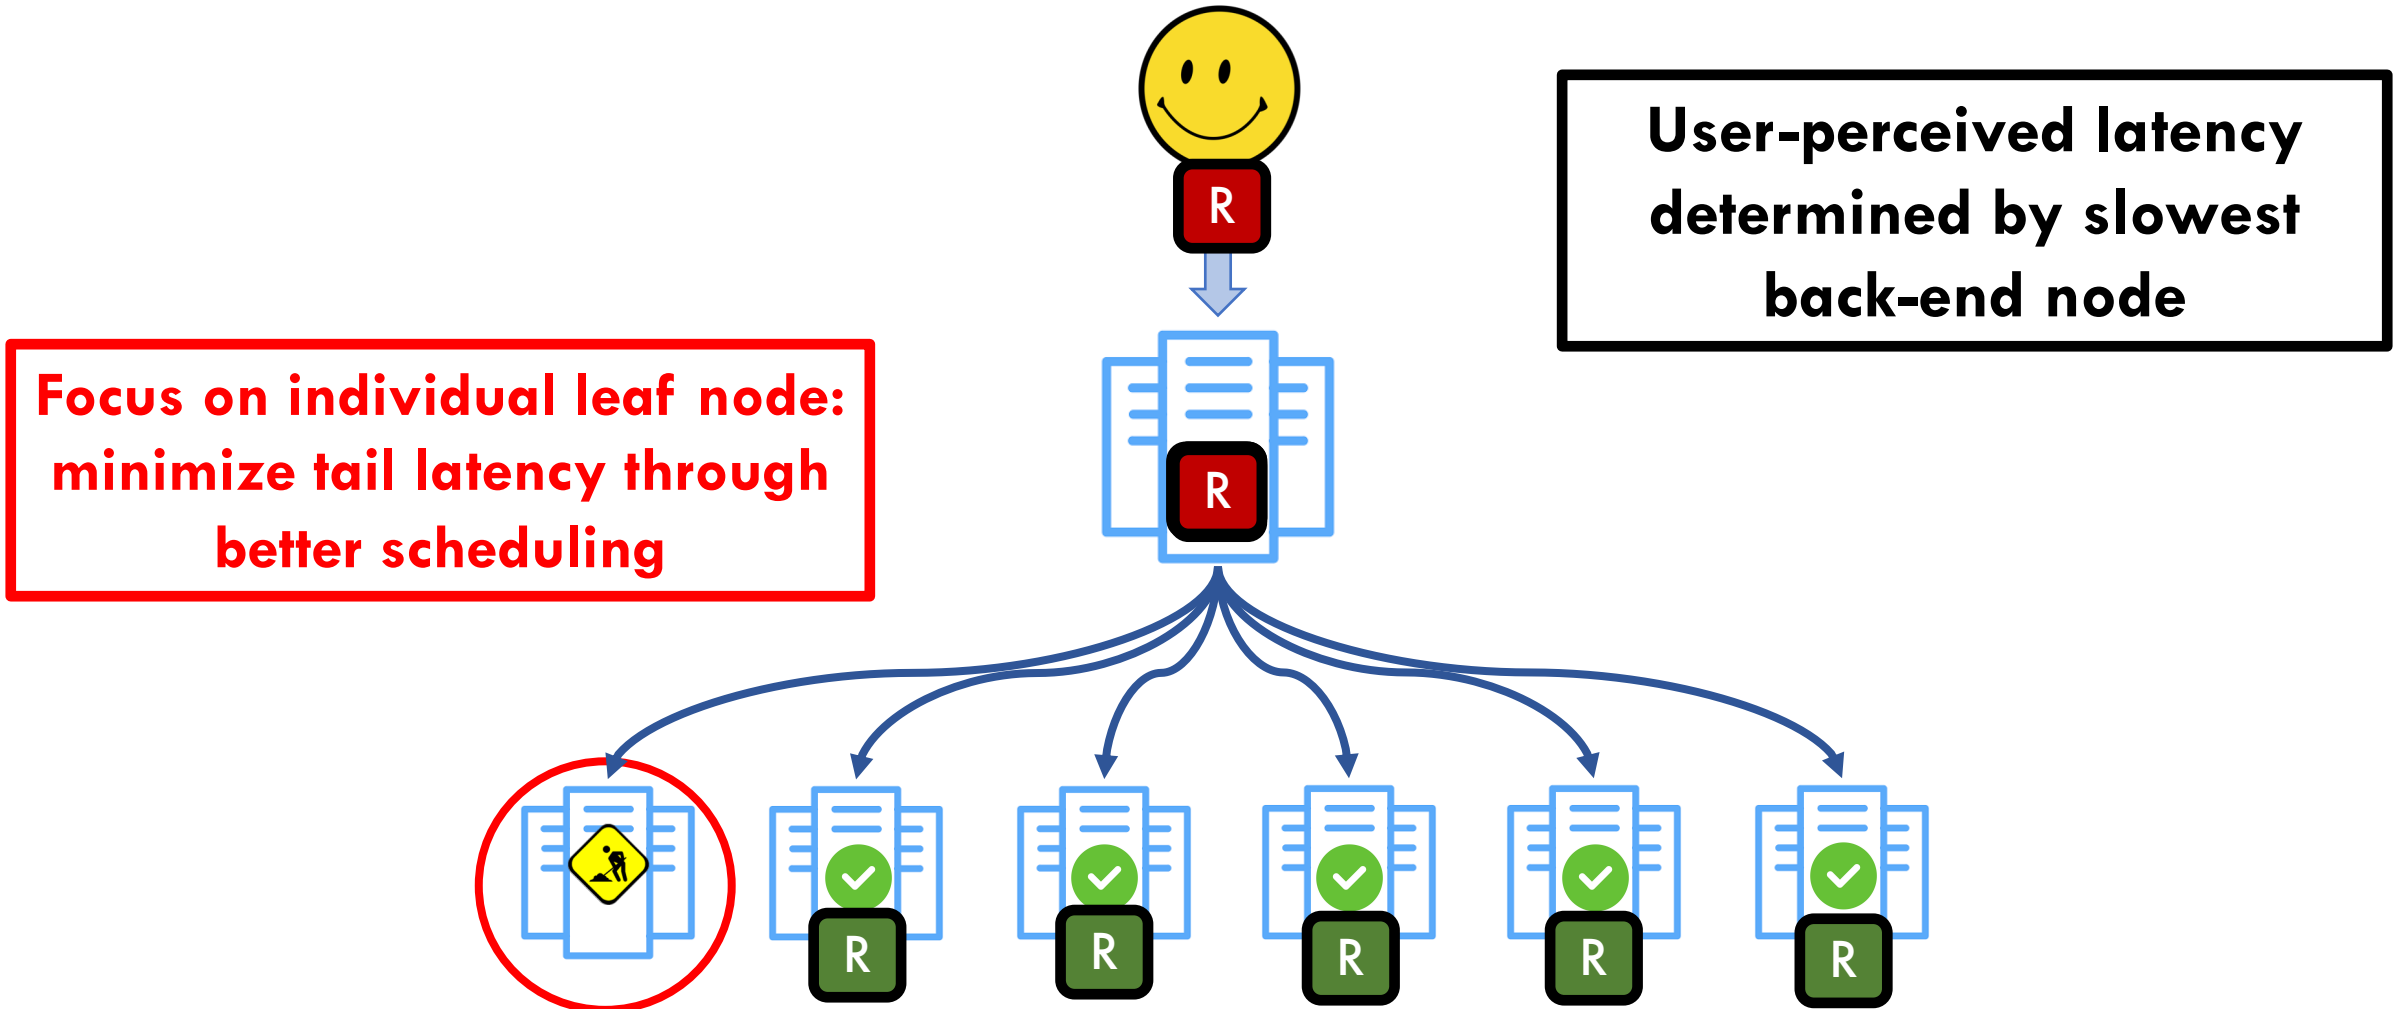 R
User-perceived latency
determined by slowest
back-end node
Focus on individual leaf node:
minimize tail latency through
better scheduling
R
R
R
R
R
R